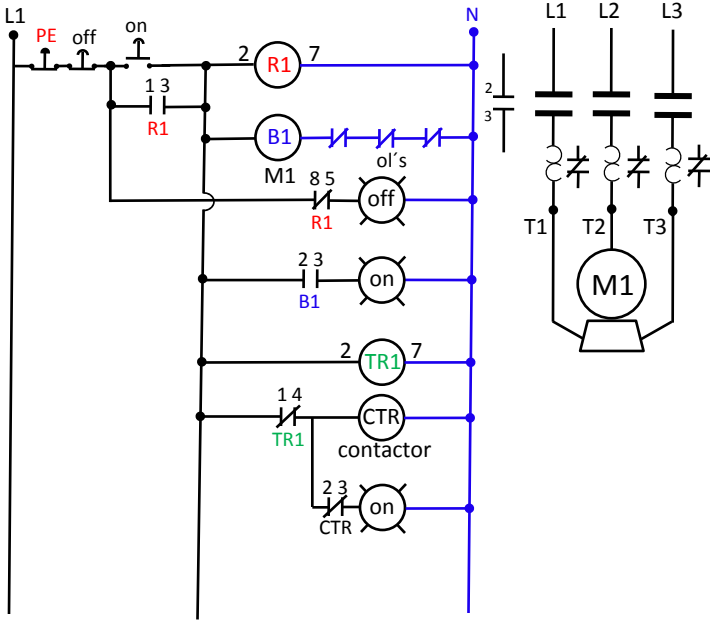 L1 N L1 L2 L3
PE off on
2 R1 7
1 3
R1
2
3
B1
M1 ol´s
8 5
R1
off
T1 T2 T3
2 3
B1
on
M1
2 TR1 7
1 4
TR1
CTR
contactor
2 3
CTR
on